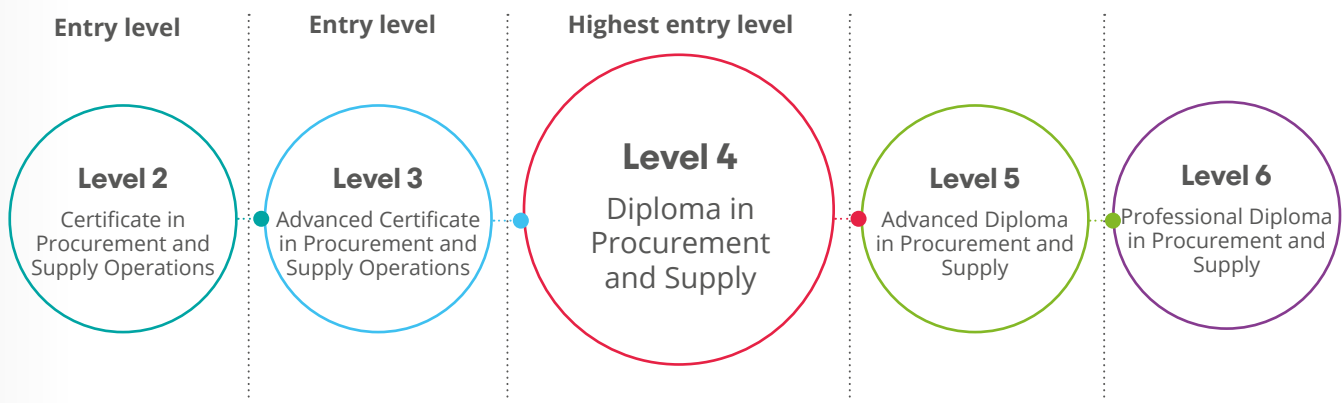 Entry level
Entry level
Highest entry level
Level 2
Certificate in
Procurement and
Supply Operations
Level 3
Advanced Certificate
in Procurement and
Supply Operations
Level 4
Diploma in
Procurement
and Supply
Level 5
Advanced Diploma
in Procurement and
Supply
Level 6
Professional Diploma
in Procurement and
Supply